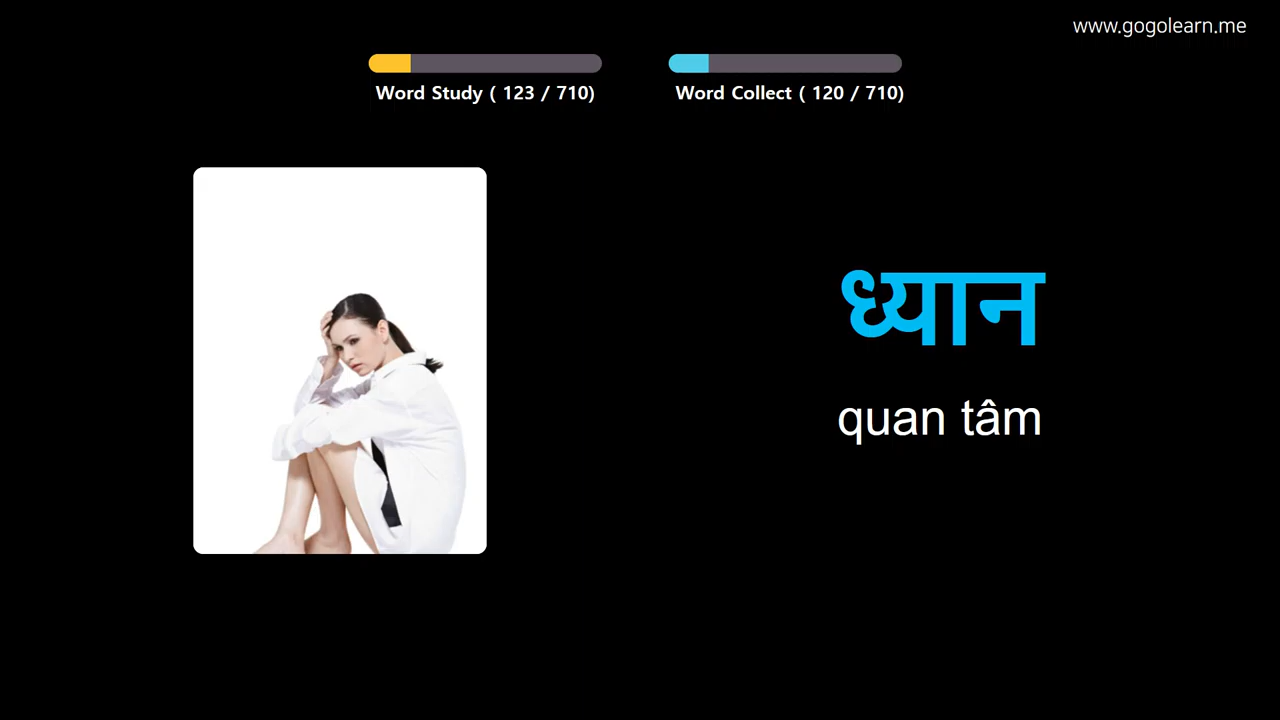 www.gogolearn.me
Word Study ( 123 / 710)
Word Collect ( 120 / 710)
ध्यान
quan tâm